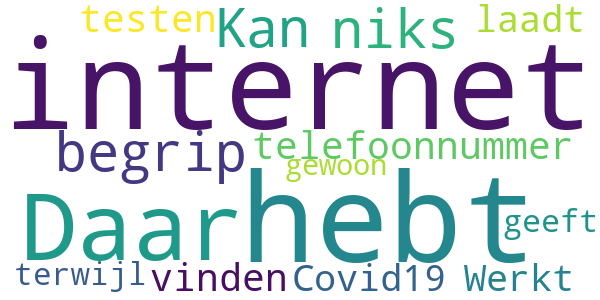 testen Kan niks laadt
internet
begrip telefoonnummer
gewoon
Daar hebt geeft
terwijl vinden Covid19 Werkt